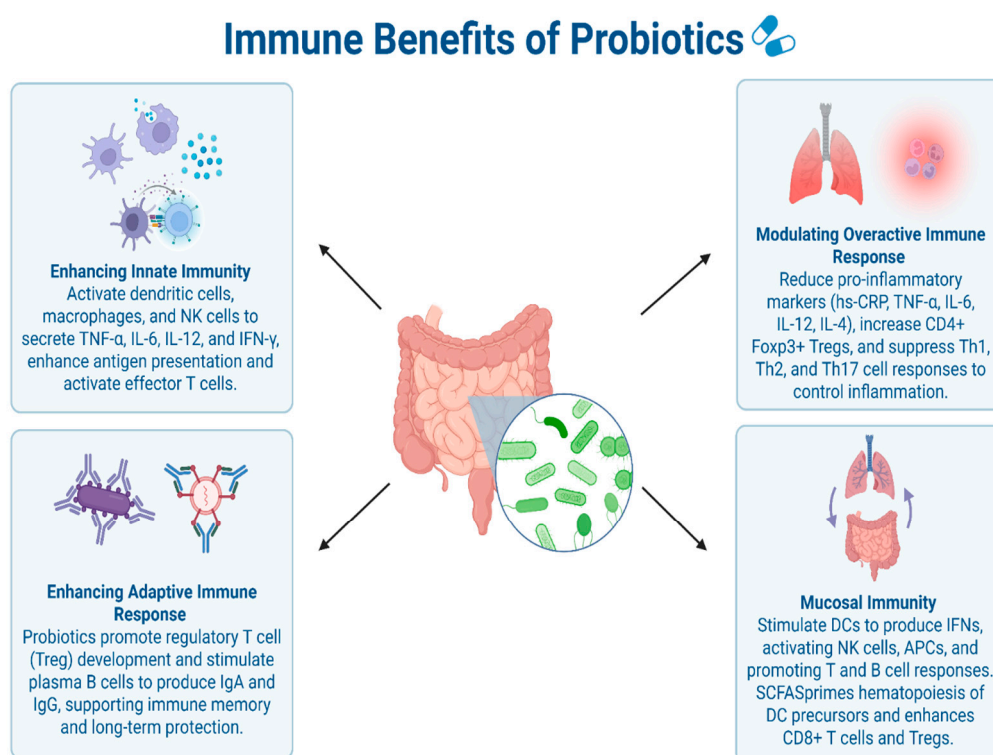 Immune Benefits of Probiotics
Enhancing Innate Immunity
Activate dendritic cells,
macrophages, and NK cells to
secrete TNF-α, IL-6, IL-12, and IFN-γ,
enhance antigen presentation and
activate effector T cells.
Modulating Overactive Immune
Response
Reduce pro-inflammatory
markers (hs-CRP, TNF-α, IL-6,
IL-12, IL-4), increase CD4+
Foxp3+ Tregs, and suppress Th1,
Th2, and Th17 cell responses to
control inflammation.
Enhancing Adaptive Immune
Response
Probiotics promote regulatory T cell
(Treg) development and stimulate
plasma B cells to produce IgA and
IgG, supporting immune memory
and long-term protection.
Mucosal Immunity
Stimulate DCs to produce IFNs,
activating NK cells, APCs, and
promoting T and B cell responses.
SCFASprimes hematopoiesis of
DC precursors and enhances
CD8+ T cells and Tregs.